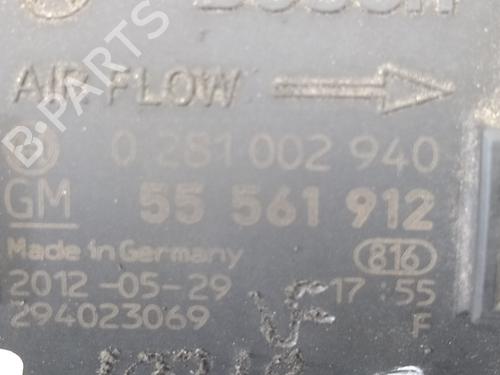 BOSCH
AIR FLOW
0 281 002 940
GM 55 561 912
Made in Germany 816
2012-05-29 17:55
294023069 F
B-PARTS